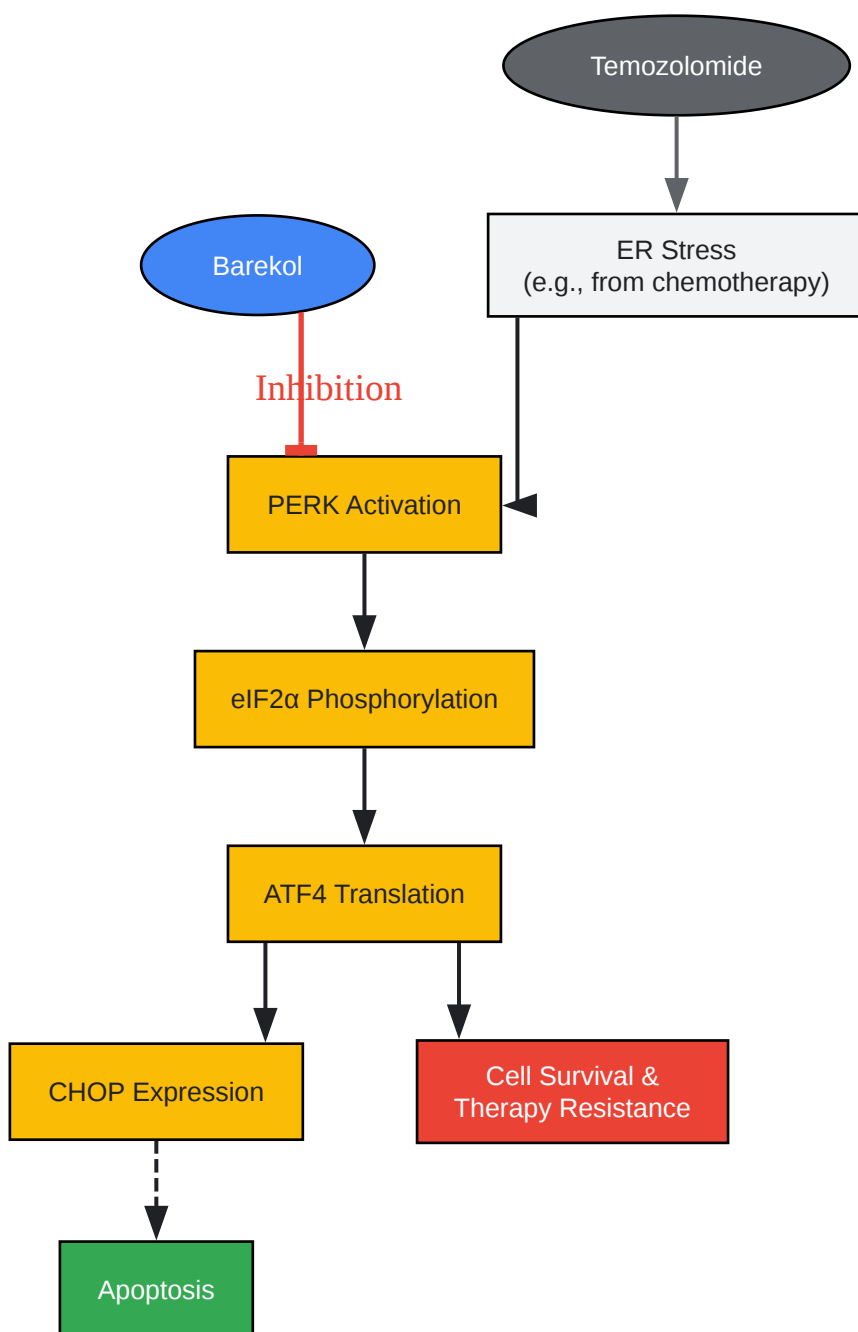 Temozolomide
ER Stress
(e.g., from chemotherapy)
Barekol
Inhibition
PERK Activation
eIF2α Phosphorylation
ATF4 Translation
CHOP Expression
Cell Survival &
Therapy Resistance
Apoptosis